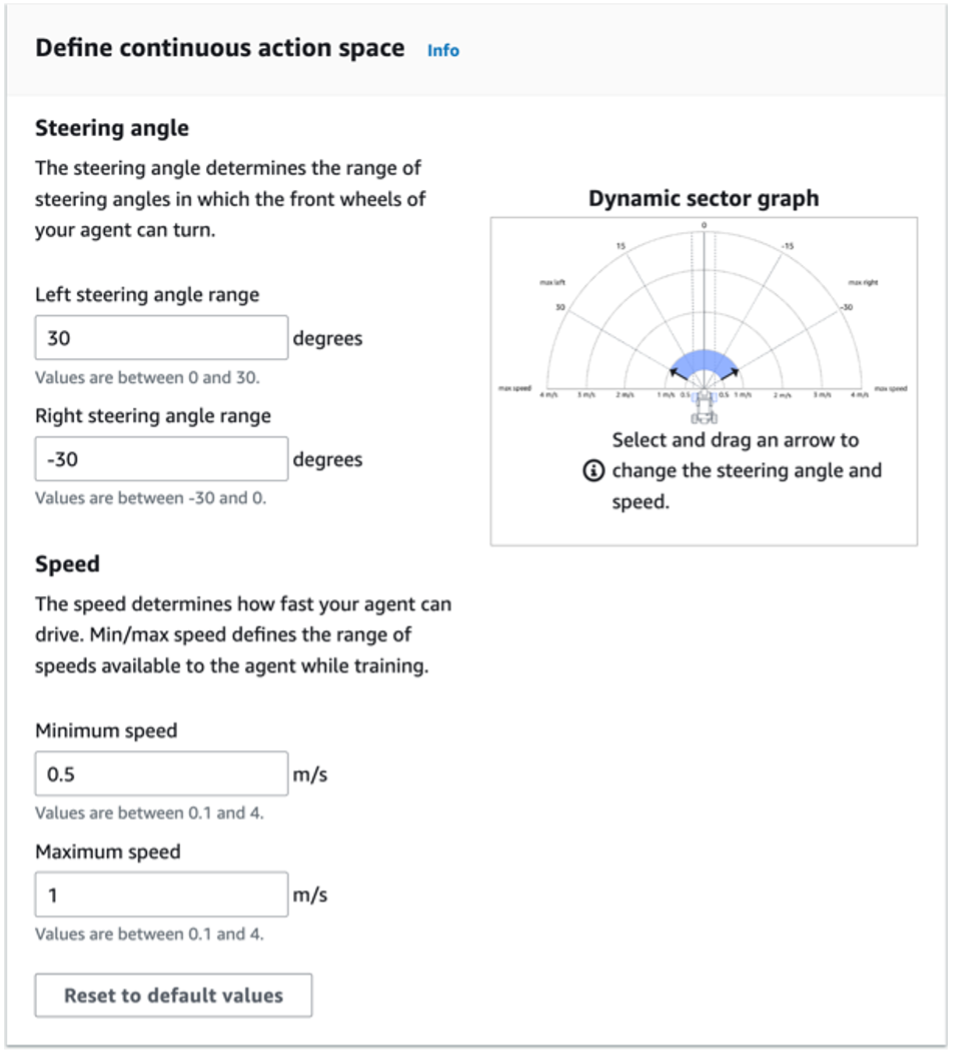 Define continuous action space Info
Steering angle
The steering angle determines the range of
steering angles in which the front wheels of
your agent can turn.
Left steering angle range
30 degrees
Values are between 0 and 30.
Right steering angle range
-30 degrees
Values are between -30 and 0.
Speed
The speed determines how fast your agent can
drive. Min/max speed defines the range of
speeds available to the agent while training.
Minimum speed
0.5 m/s
Values are between 0.1 and 4.
Maximum speed
1 m/s
Values are between 0.1 and 4.
Reset to default values
Dynamic sector graph
0
15 -15
max left max right
30 -30
max speed 4 m/s 3 m/s 2 m/s 1 m/s 0.5 0.5 1 m/s 2 m/s 3 m/s 4 m/s max speed
Select and drag an arrow to
change the steering angle and
speed.